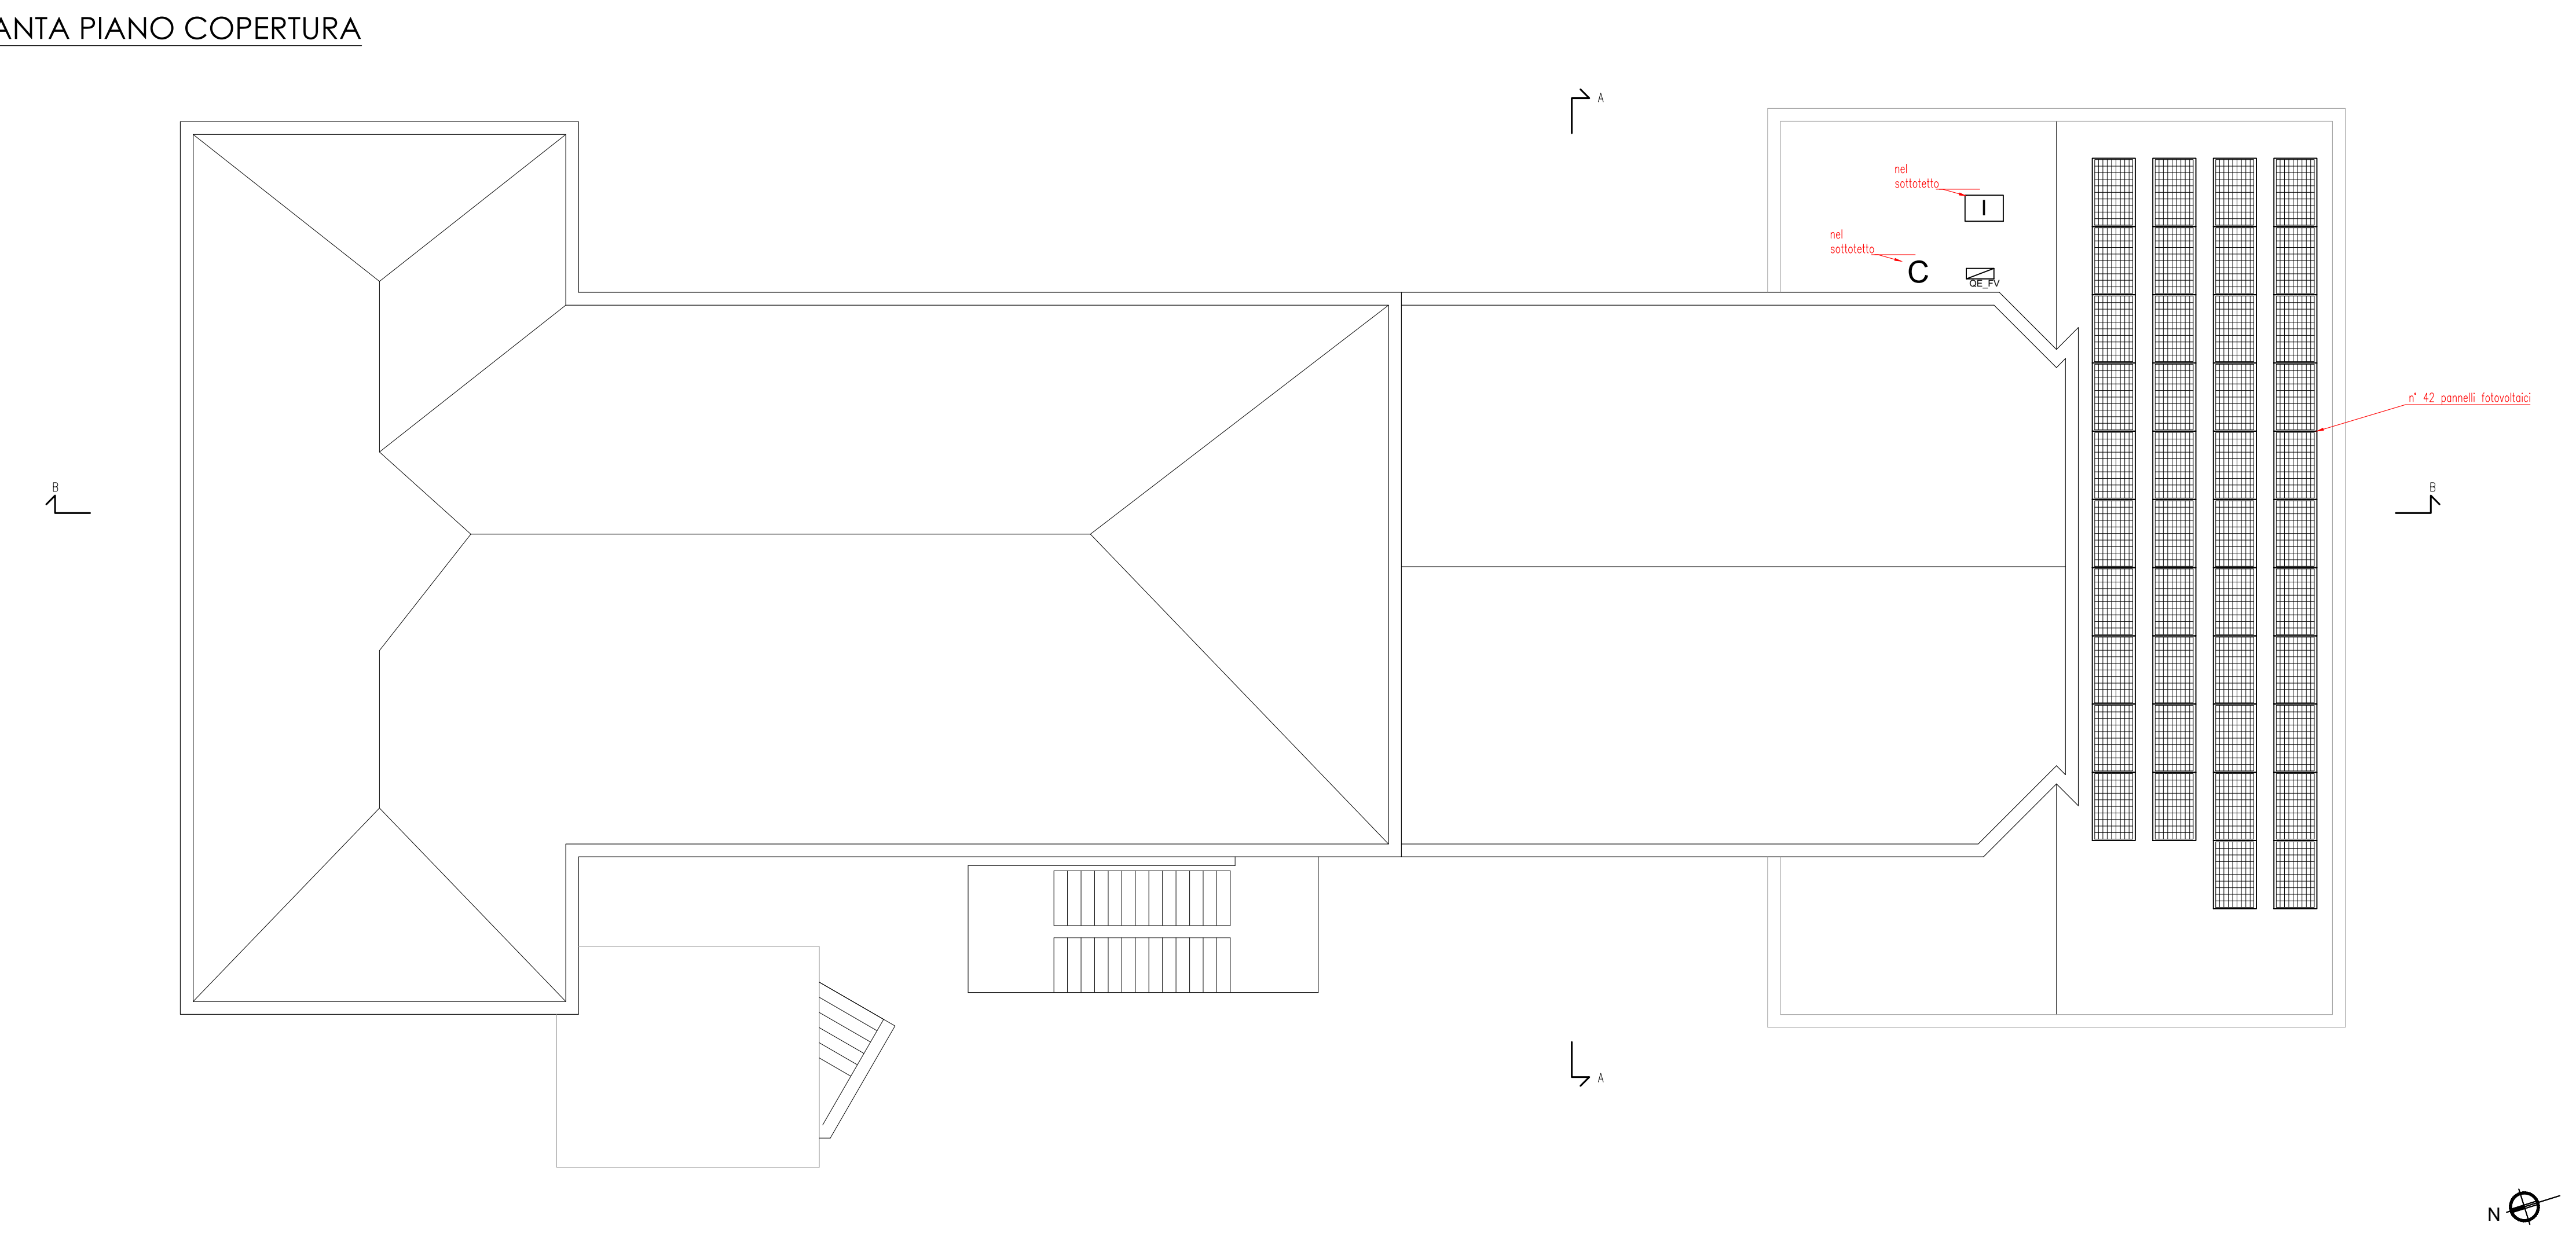 ANTA PIANO COPERTURA
A
nel
sottotetto
I
nel
sottotetto
C
QE_FV
n° 42 pannelli fotovoltaici
B
B
A
N